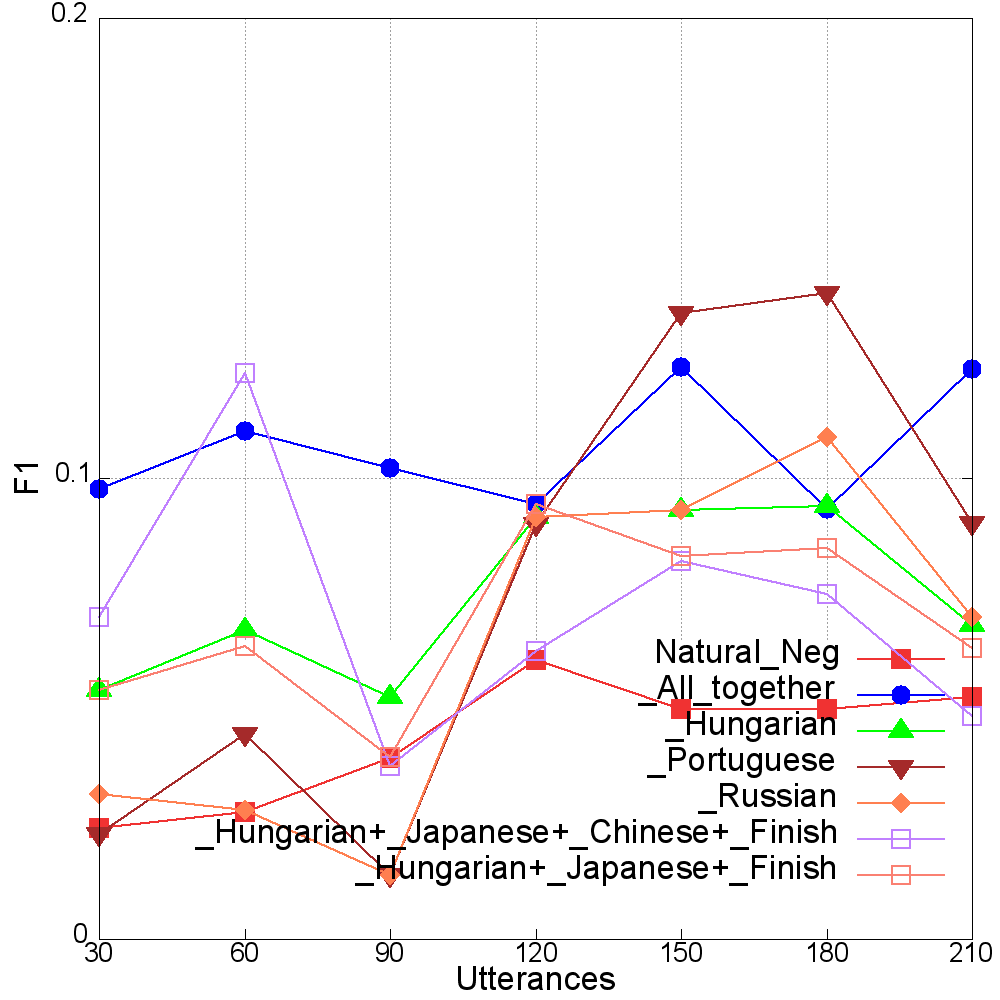 0.2
0.1
0
F1
Natural_Neg
_All_together
_Hungarian
_Portuguese
_Russian
_Hungarian+_Japanese+_Chinese+_Finish
_Hungarian+_Japanese+_Finish
30 60 90 120 150 180 210
Utterances